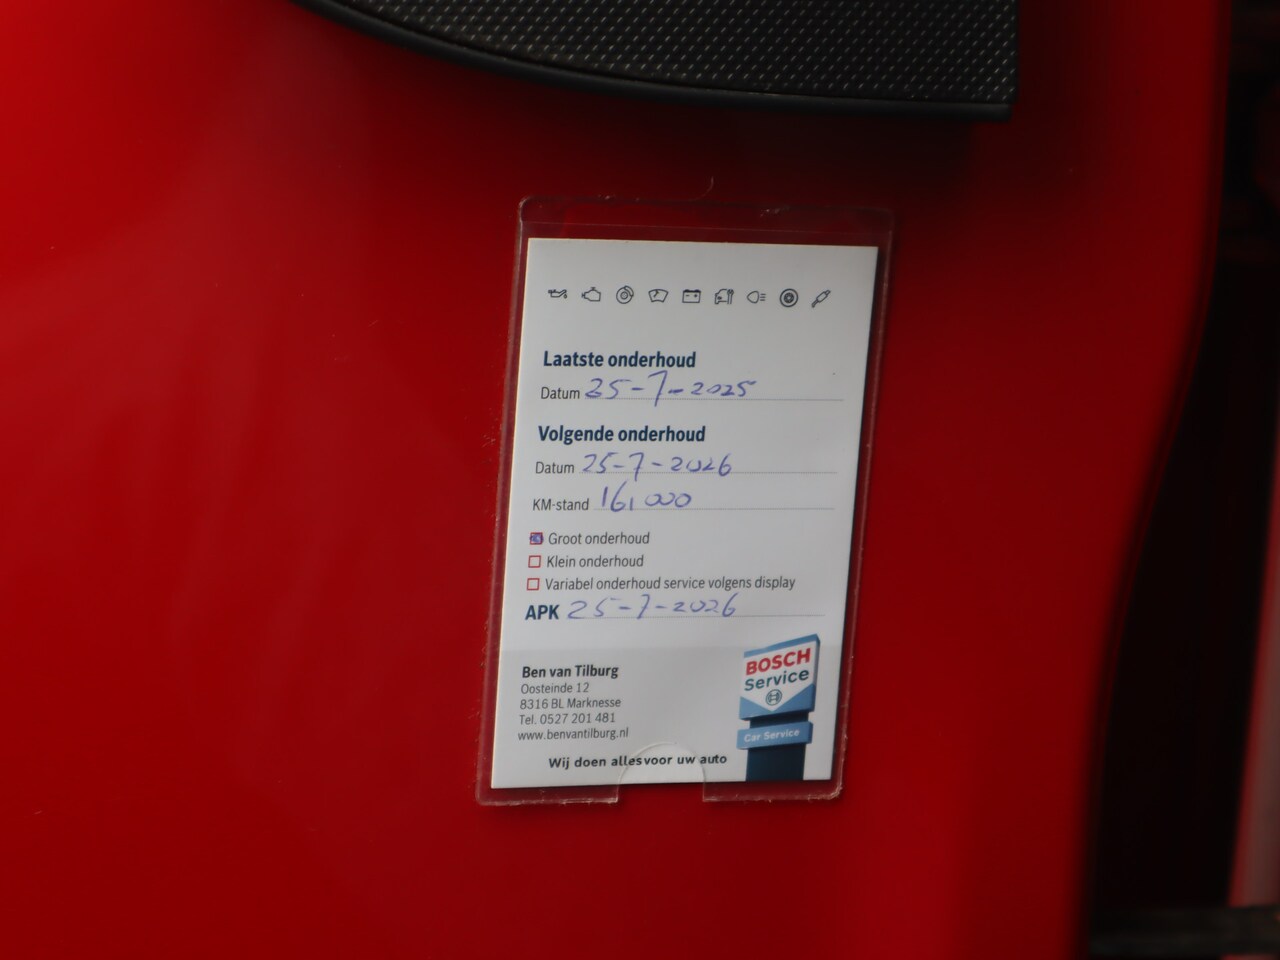 Laatste onderhoud
Datum 25-7-2025
Volgende onderhoud
Datum 25-7-2026
KM-stand 161.000
Groot onderhoud
Klein onderhoud
Variabel onderhoud service volgens display
APK 25-7-2026
Ben van Tilburg
Oosteinde 12
8316 BL Marknesse
Tel. 0527 201 481
www.benvantilburg.nl
Wij doen alles voor uw auto
BOSCH
Service
Car Service